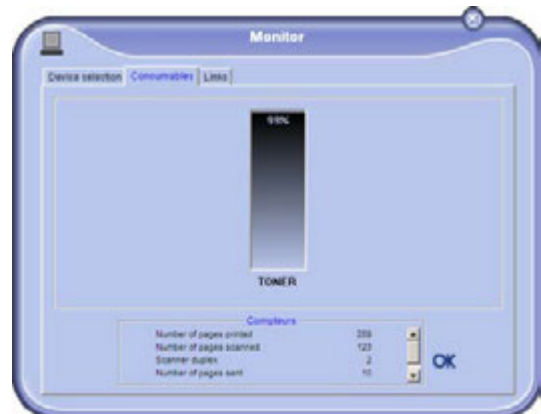 Monitor
Device selection Consumables Links
99%
TONER
Compteurs
Number of pages printed 259
Number of pages scanned 123
Scanner duplex 2
Number of pages sent 10
OK